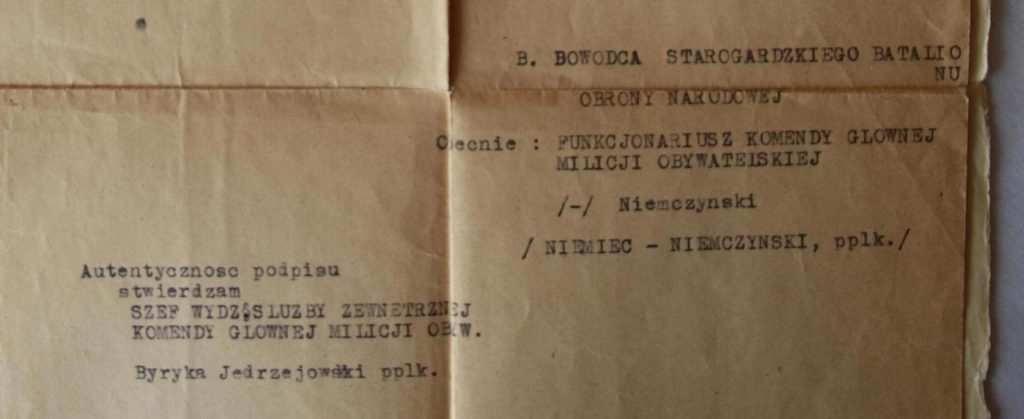 B. BOWODCA STAROGARDZKIEGO BATALIO
NU
OBRONY NARODOWEJ
Obecnie : FUNKCJONARIUSZ KOMENDY GLOWNEJ
MILICJI OBYWATELSKIEJ
/-/ Niemczynski
/ NIEMIEC - NIEMCZYNSKI, pplk./
Autentycznosc podpisu
stwierdzam
SZEF WYDZ.SLUZBY ZEWNETRZNEJ
KOMENDY GLOWNEJ MILICJI OBYW.
Byryka Jedrzejowski pplk.